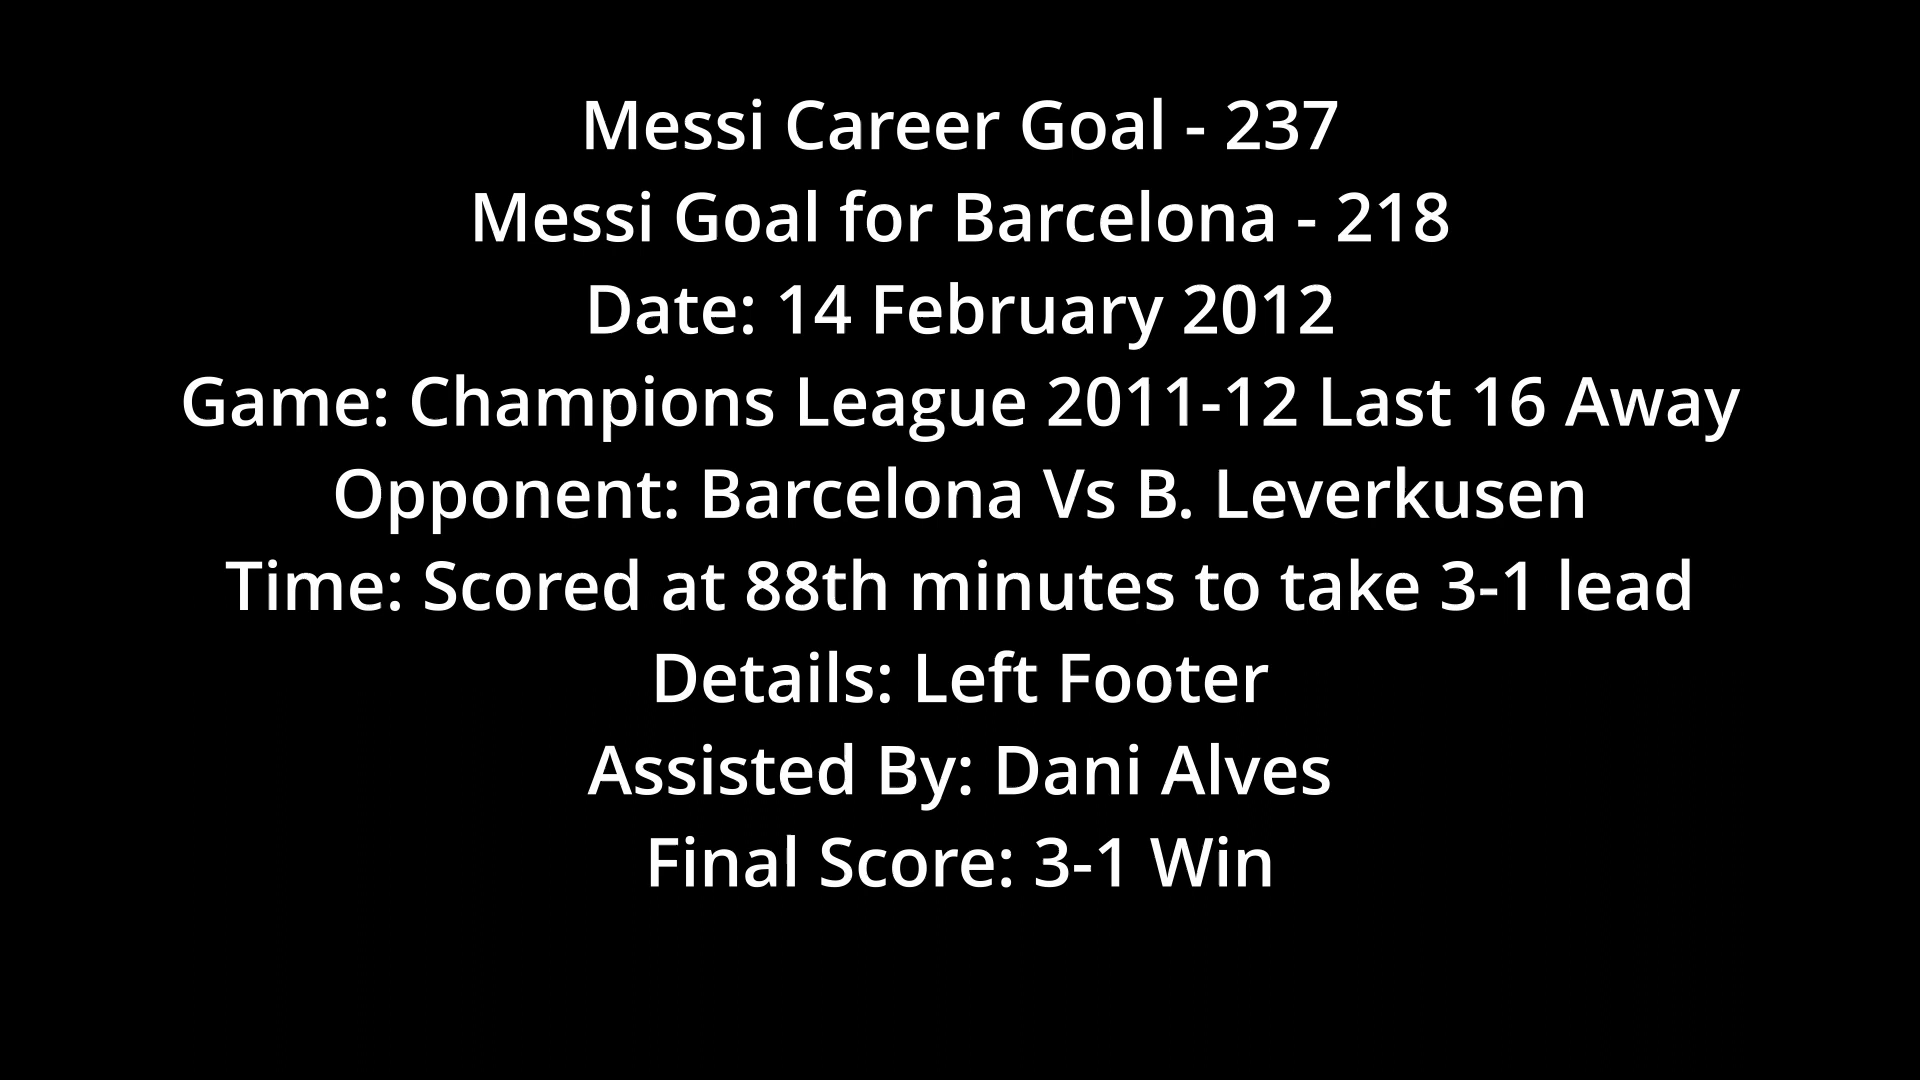 Messi Career Goal - 237
Messi Goal for Barcelona - 218
Date: 14 February 2012
Game: Champions League 2011-12 Last 16 Away
Opponent: Barcelona Vs B. Leverkusen
Time: Scored at 88th minutes to take 3-1 lead
Details: Left Footer
Assisted By: Dani Alves
Final Score: 3-1 Win